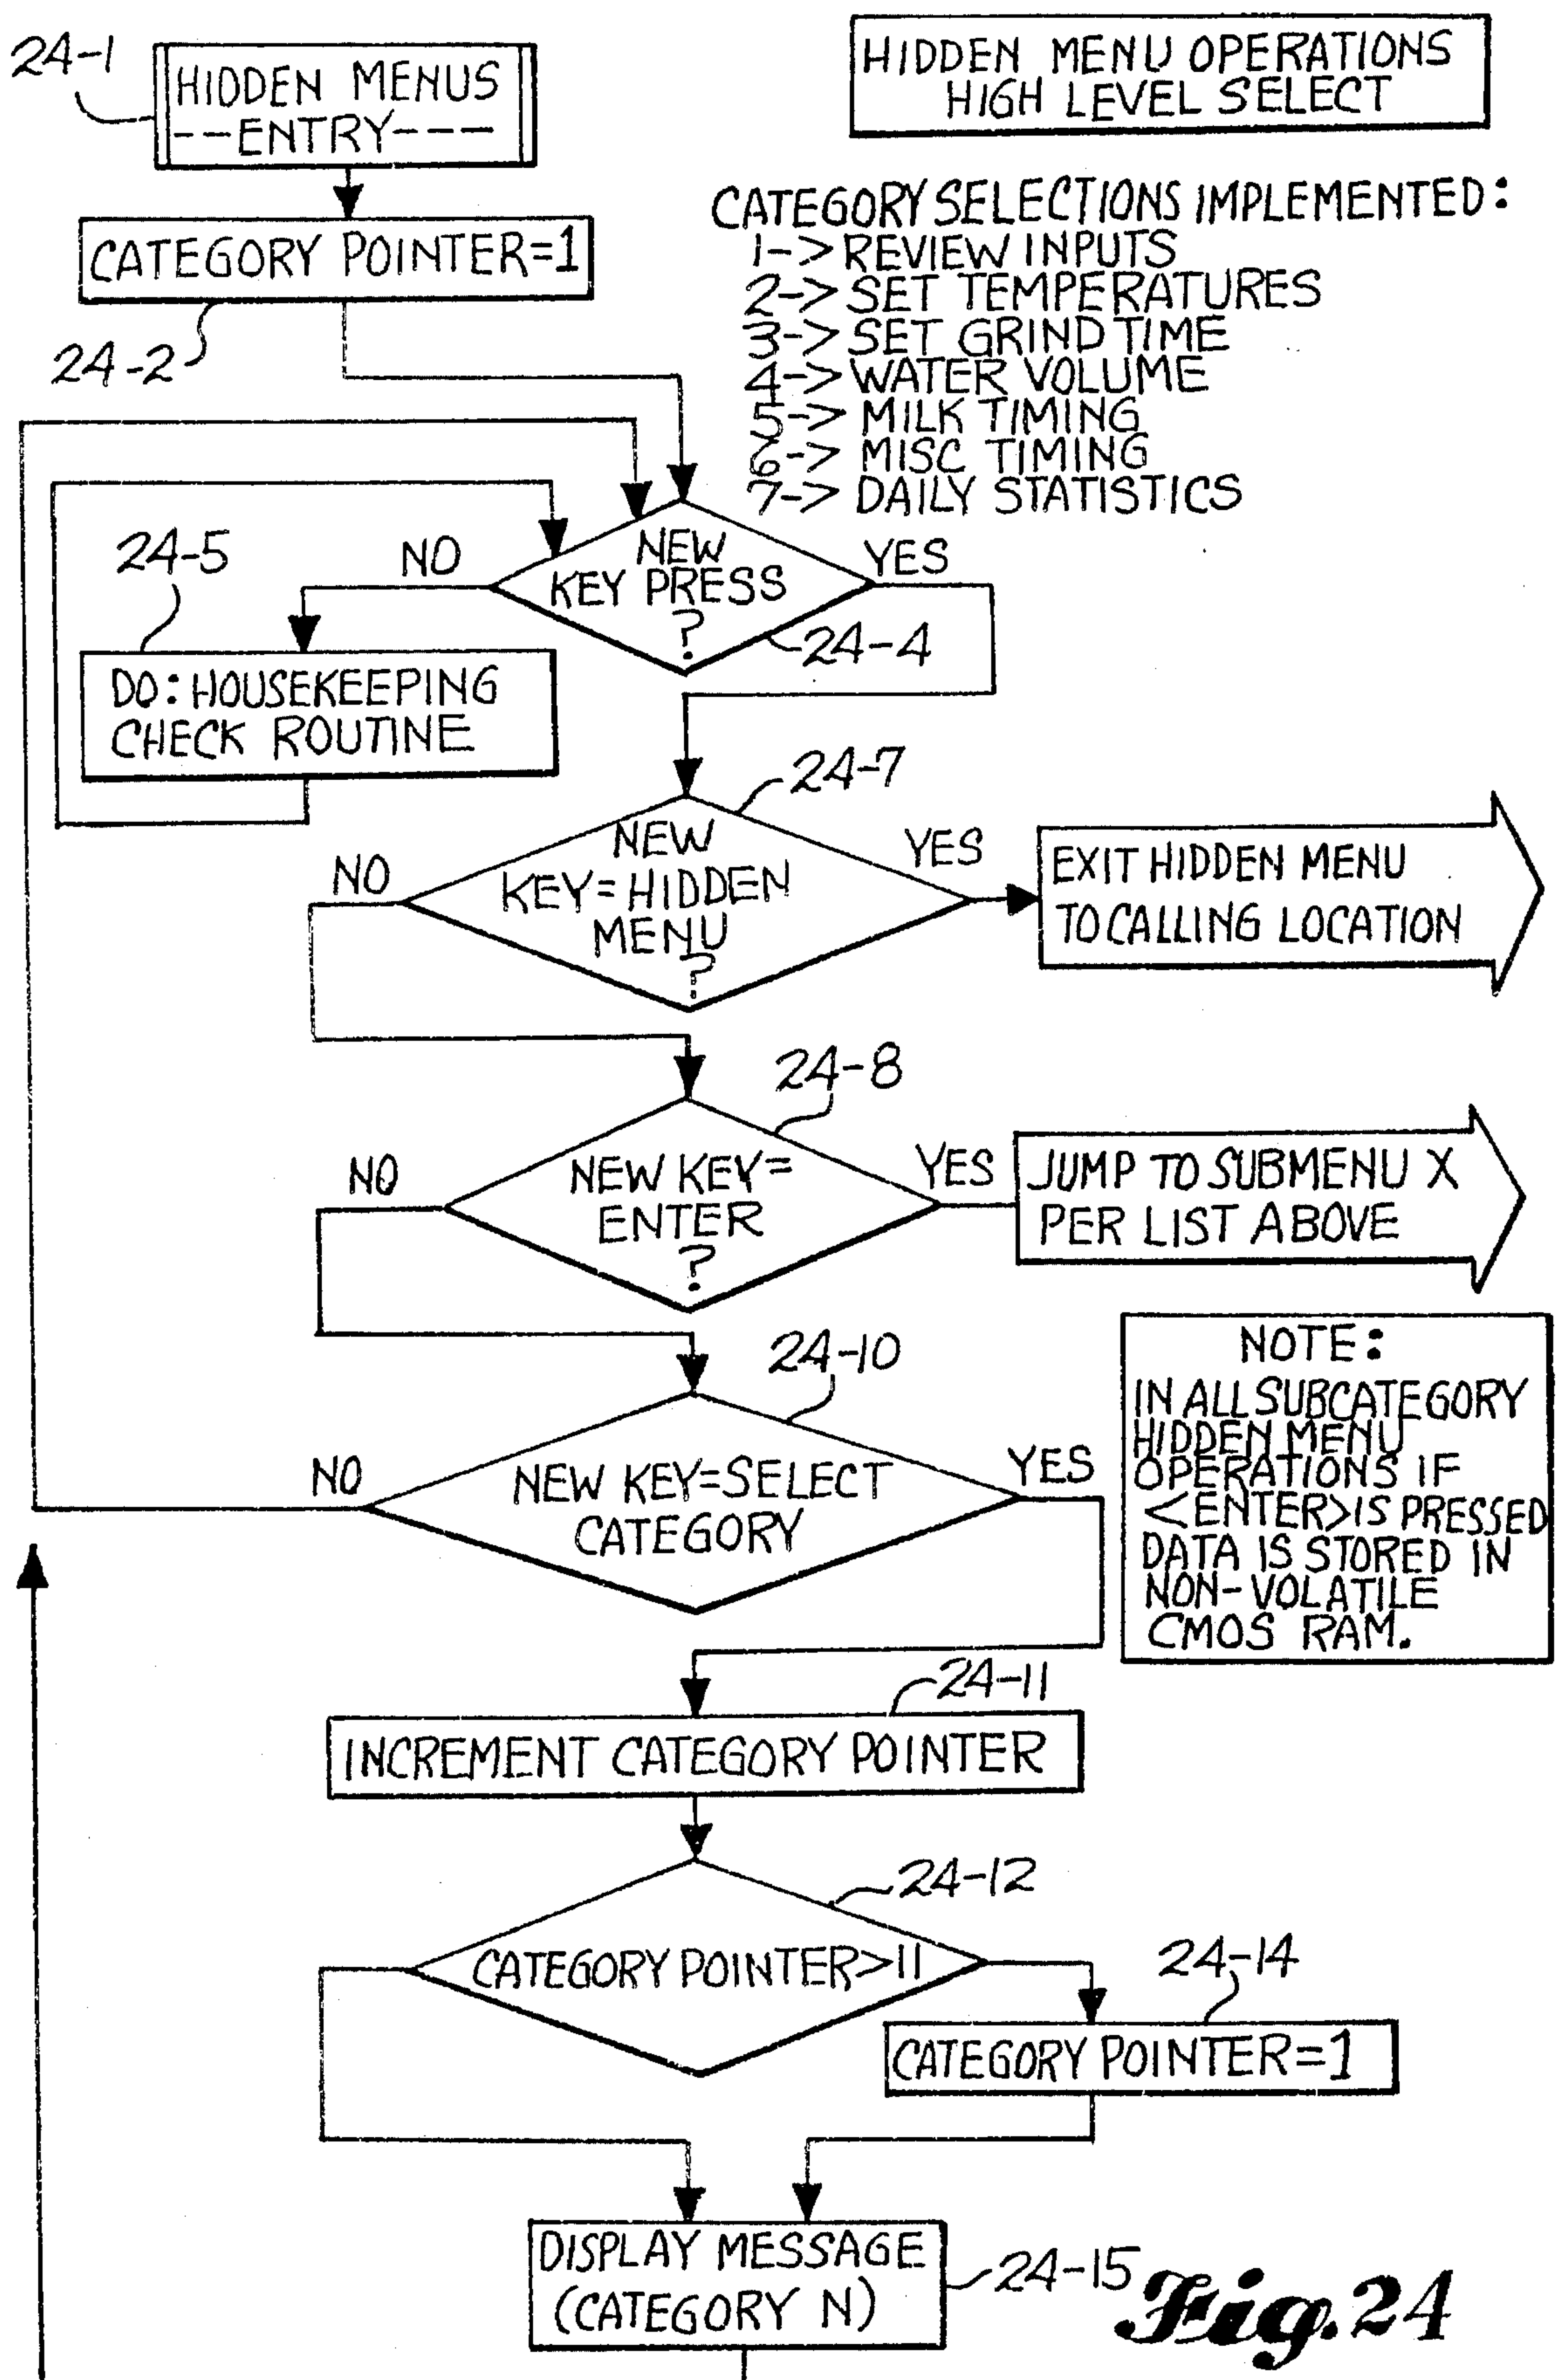 24-1
HIDDEN MENUS
--ENTRY---
HIDDEN MENU OPERATIONS
HIGH LEVEL SELECT
CATEGORY POINTER=1
24-2
CATEGORY SELECTIONS IMPLEMENTED:
1-> REVIEW INPUTS
2-> SET TEMPERATURES
3-> SET GRIND TIME
4-> WATER VOLUME
5-> MILK TIMING
6-> MISC TIMING
7-> DAILY STATISTICS
24-5
NO
NEW
KEY PRESS
?
YES
24-4
DO: HOUSEKEEPING
CHECK ROUTINE
24-7
NO
NEW
KEY=HIDDEN
MENU
?
YES
EXIT HIDDEN MENU
TO CALLING LOCATION
24-8
NO
NEW KEY=
ENTER
?
YES
JUMP TO SUBMENU X
PER LIST ABOVE
24-10
NO
NEW KEY=SELECT
CATEGORY
YES
NOTE:
IN ALL SUBCATEGORY
HIDDEN MENU
OPERATIONS IF
<ENTER> IS PRESSED
DATA IS STORED IN
NON-VOLATILE
CMOS RAM.
24-11
INCREMENT CATEGORY POINTER
24-12
CATEGORY POINTER>11
24-14
CATEGORY POINTER=1
DISPLAY MESSAGE
(CATEGORY N)
24-15
Fig. 24